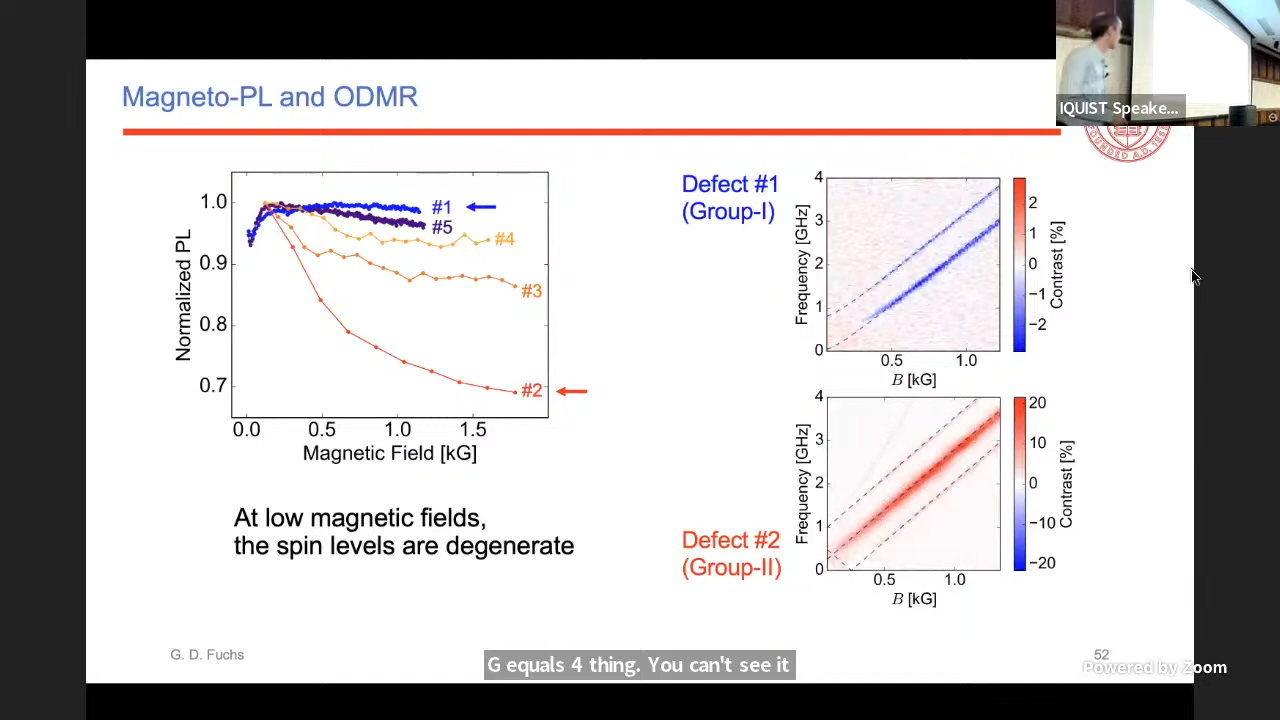 IQUIST Speake...
Magneto-PL and ODMR
FOUNDED A.D. 186
1.0
0.9
0.8
0.7
Normalized PL
#1
#5
#4
#3
#2
0.0
0.5
1.0
1.5
Magnetic Field [kG]
At low magnetic fields,
the spin levels are degenerate
Defect #1
(Group-I)
4
3
2
1
0
Frequency [GHz]
0.5
1.0
B [kG]
2
1
0
−1
−2
Contrast [%]
Defect #2
(Group-II)
4
3
2
1
0
Frequency [GHz]
0.5
1.0
B [kG]
20
10
0
−10
−20
Contrast [%]
G. D. Fuchs
G equals 4 thing. You can't see it
52
Powered by Zoom